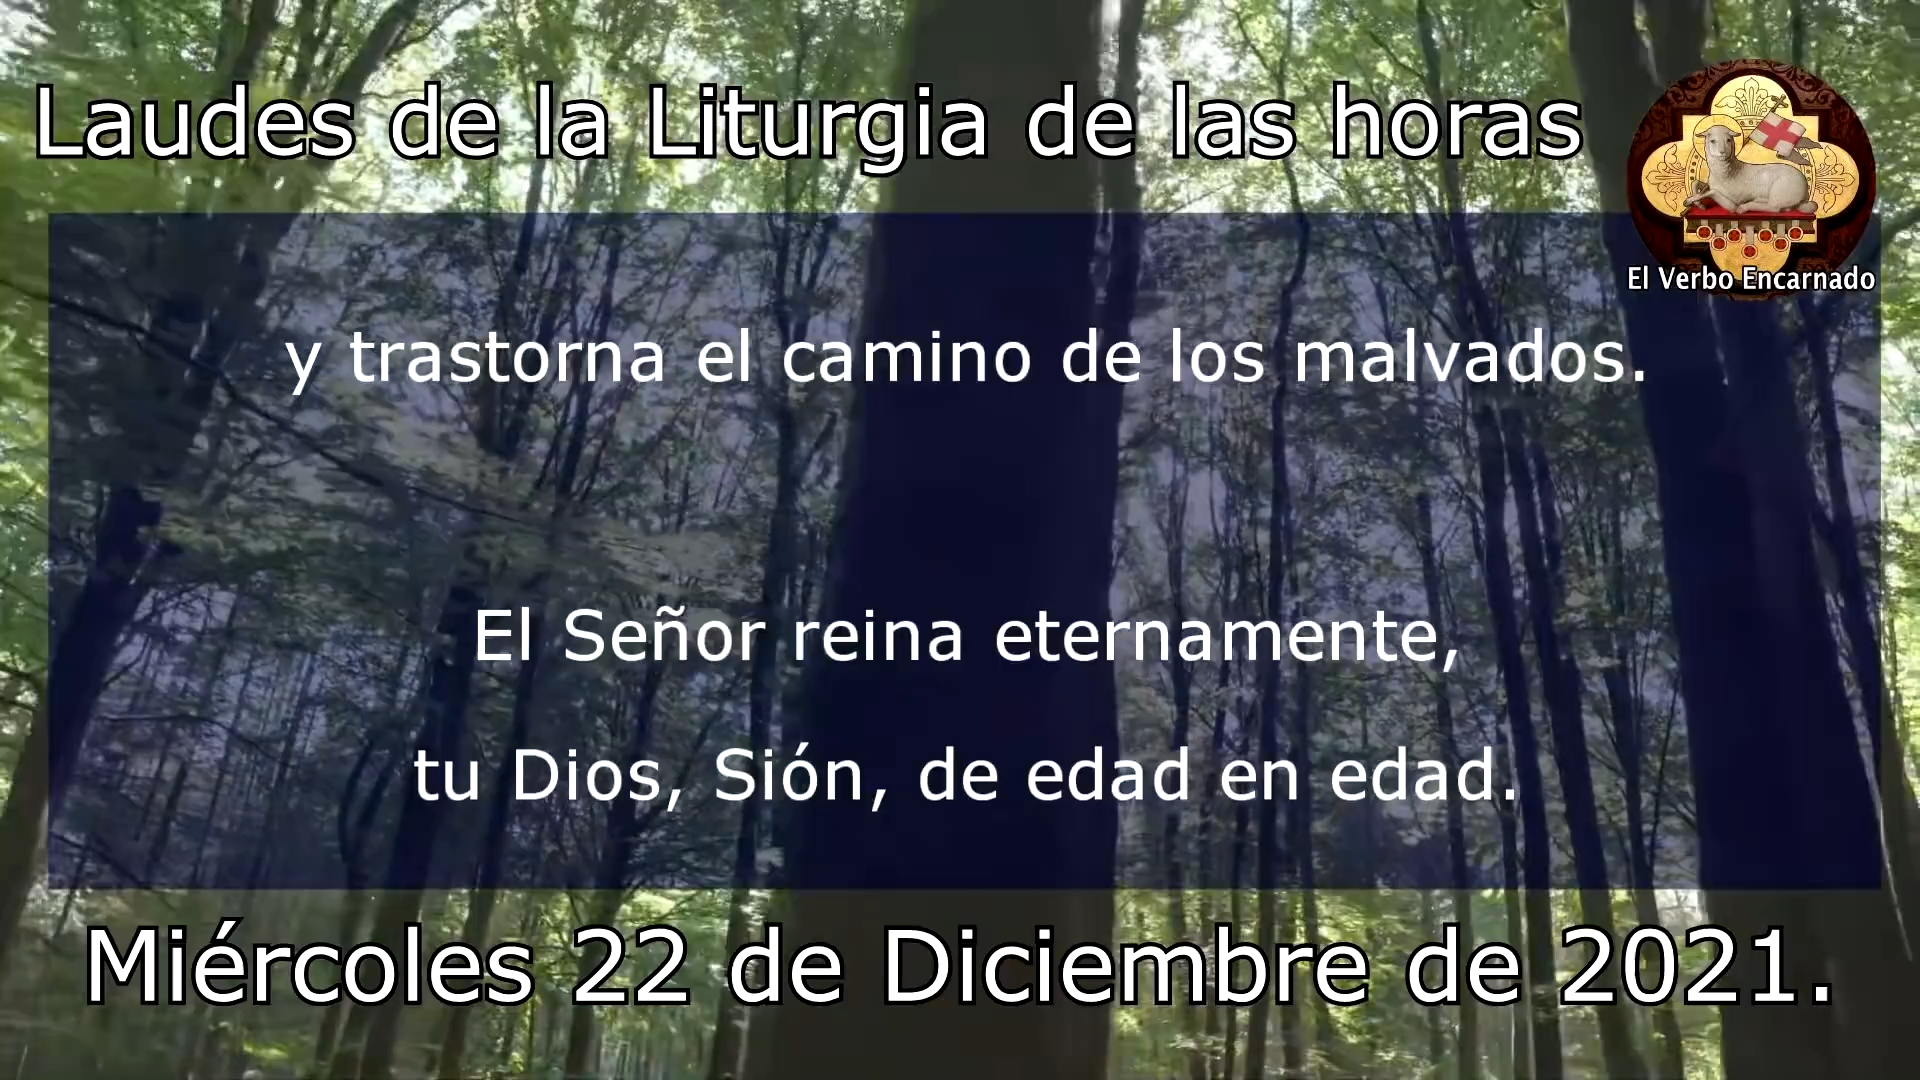 Laudes de la Liturgia de las horas
El Verbo Encarnado
y trastorna el camino de los malvados.
El Señor reina eternamente,
tu Dios, Sión, de edad en edad.
Miércoles 22 de Diciembre de 2021.